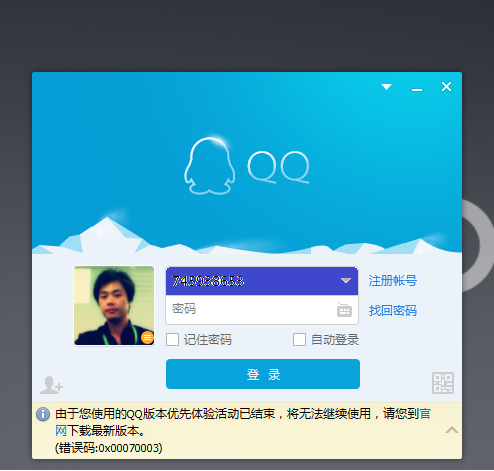 QQ
注册帐号
密码
找回密码
记住密码
自动登录
登 录
由于您使用的QQ版本优先体验活动已结束，将无法继续使用，请您到官
网下载最新版本。
(错误码:0x00070003)